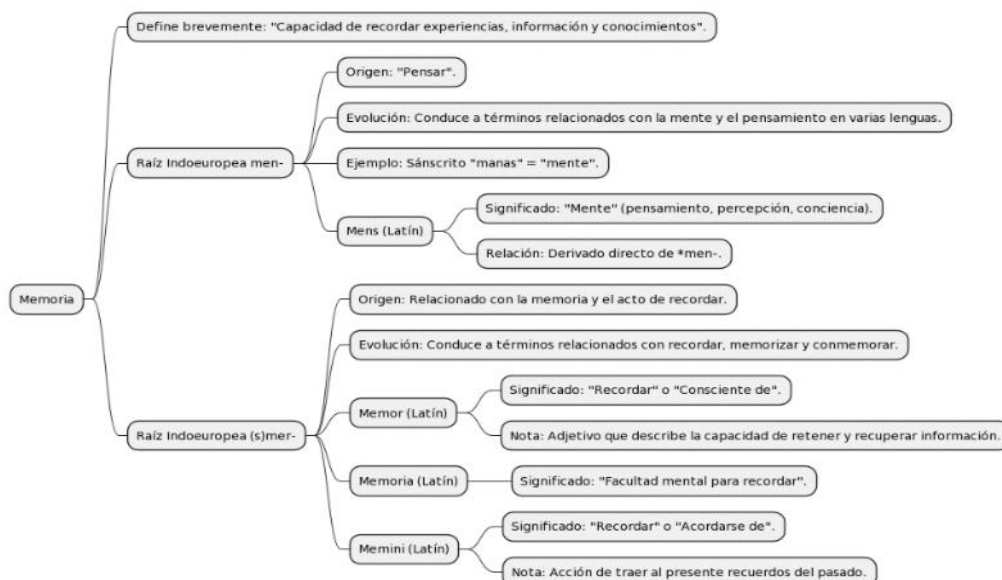 Define brevemente: "Capacidad de recordar experiencias, información y conocimientos".
Origen: "Pensar".
Evolución: Conduce a términos relacionados con la mente y el pensamiento en varias lenguas.
Raíz Indoeuropea men-
Ejemplo: Sánscrito "manas" = "mente".
Significado: "Mente" (pensamiento, percepción, conciencia).
Mens (Latín)
Relación: Derivado directo de *men-.
Memoria
Origen: Relacionado con la memoria y el acto de recordar.
Evolución: Conduce a términos relacionados con recordar, memorizar y conmemorar.
Significado: "Recordar" o "Consciente de".
Memor (Latín)
Raíz Indoeuropea (s)mer-
Nota: Adjetivo que describe la capacidad de retener y recuperar información.
Memoria (Latín)
Significado: "Facultad mental para recordar".
Significado: "Recordar" o "Acordarse de".
Memini (Latín)
Nota: Acción de traer al presente recuerdos del pasado.